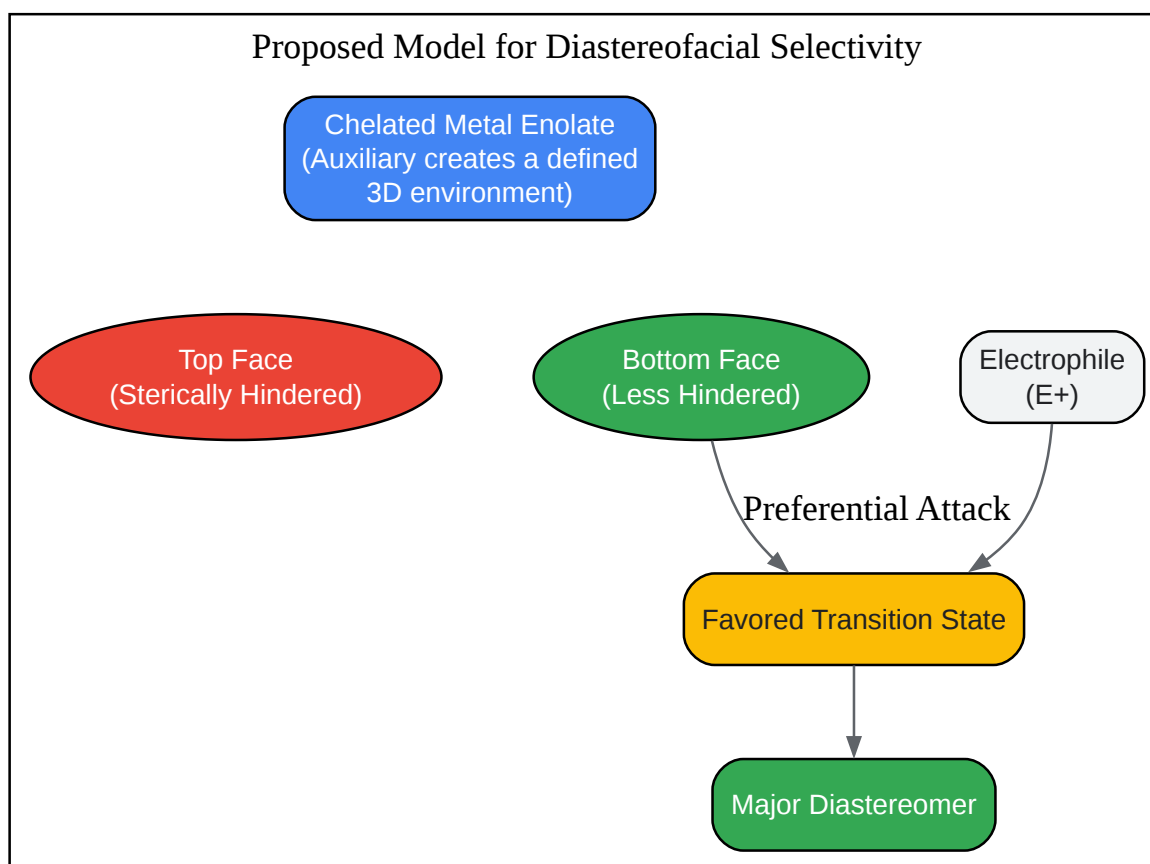 Proposed Model for Diastereofacial Selectivity
Chelated Metal Enolate
(Auxiliary creates a defined
3D environment)
Top Face
(Sterically Hindered)
Bottom Face
(Less Hindered)
Electrophile
(E+)
Preferential Attack
Favored Transition State
Major Diastereomer